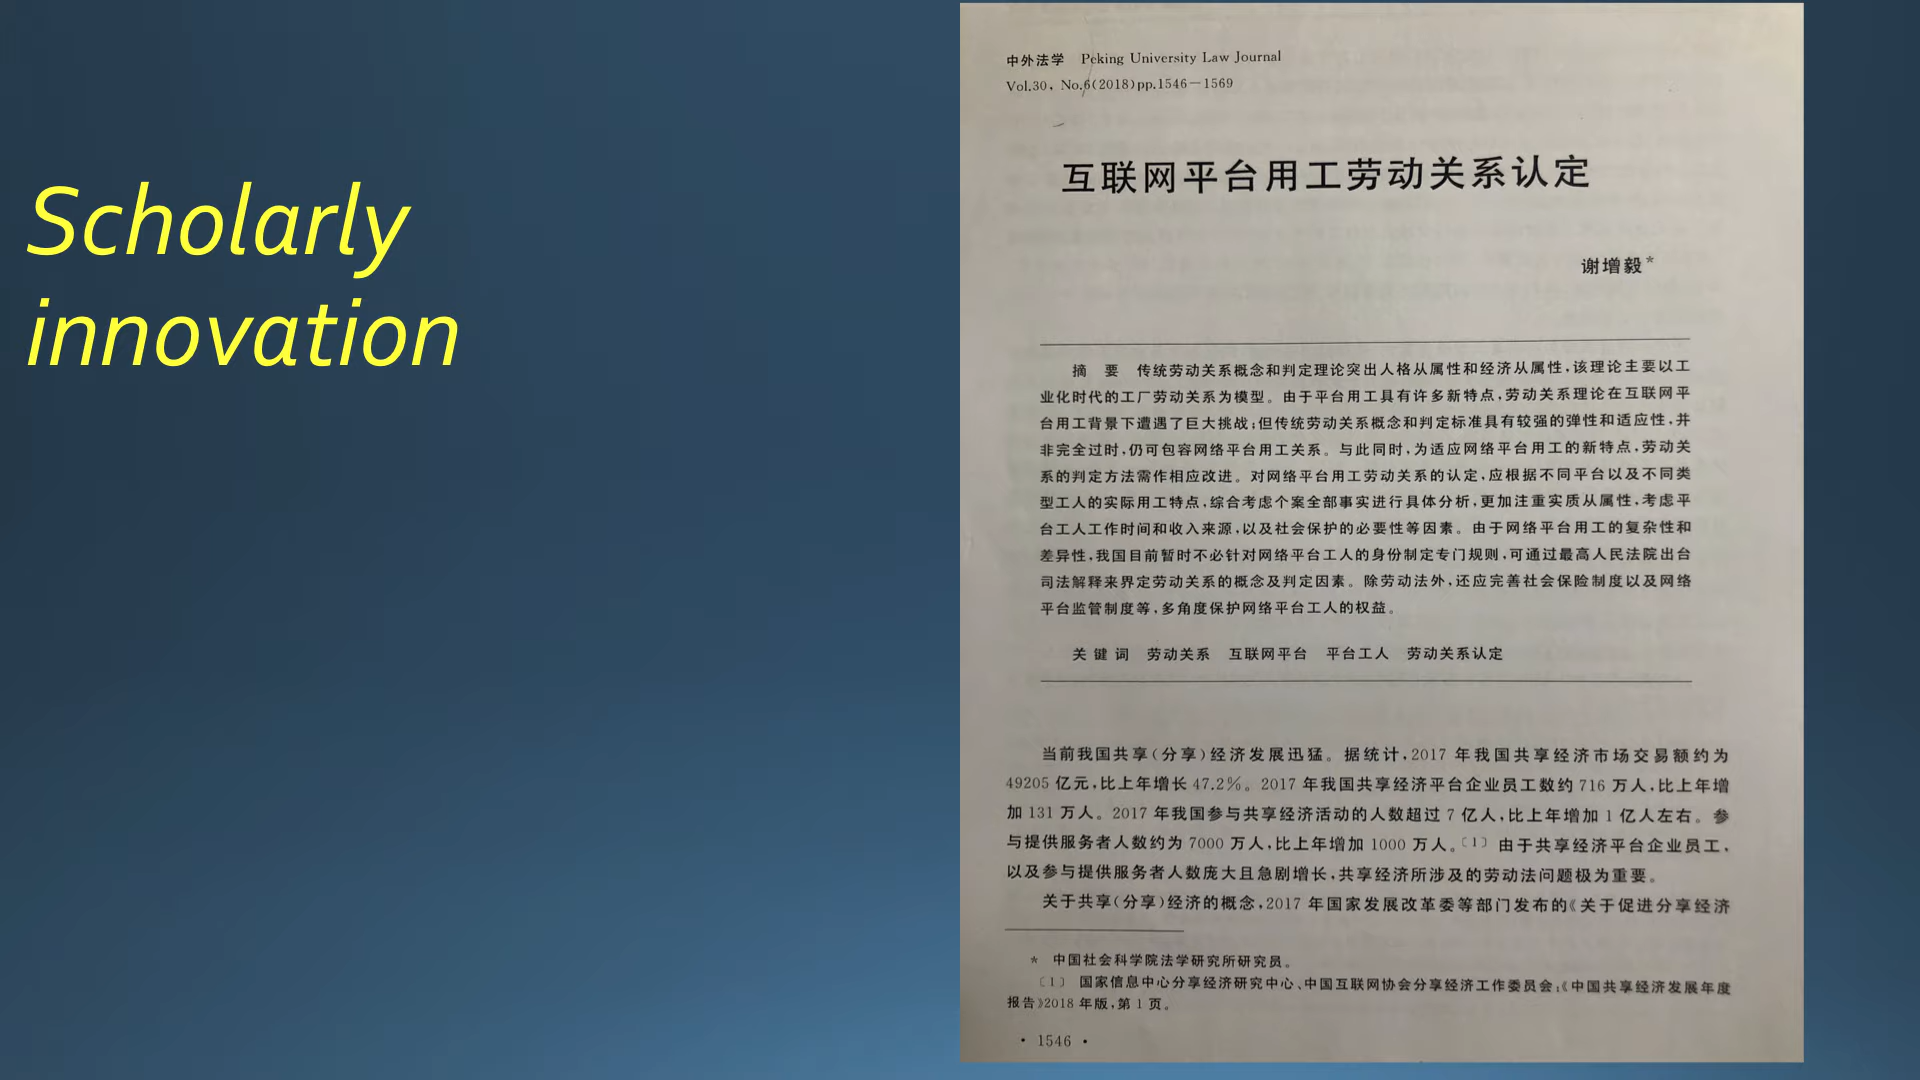 Scholarly
innovation
中外法学 Peking University Law Journal
Vol.30, No.6(2018)pp.1546－1569
互联网平台用工劳动关系认定
谢增毅*
摘 要 传统劳动关系概念和判定理论突出人格从属性和经济从属性,该理论主要以工
业化时代的工厂劳动关系为模型。由于平台用工具有许多新特点,劳动关系理论在互联网平
台用工背景下遭遇了巨大挑战;但传统劳动关系概念和判定标准具有较强的弹性和适应性,并
非完全过时,仍可包容网络平台用工关系。与此同时,为适应网络平台用工的新特点,劳动关
系的判定方法需作相应改进。对网络平台用工劳动关系的认定,应根据不同平台以及不同类
型工人的实际用工特点,综合考虑个案全部事实进行具体分析,更加注重实质从属性,考虑平
台工人工作时间和收入来源,以及社会保护的必要性等因素。由于网络平台用工的复杂性和
差异性,我国目前暂时不必针对网络平台工人的身份制定专门规则,可通过最高人民法院出台
司法解释来界定劳动关系的概念及判定因素。除劳动法外,还应完善社会保险制度以及网络
平台监管制度等,多角度保护网络平台工人的权益。
关 键 词 劳动关系 互联网平台 平台工人 劳动关系认定
当前我国共享(分享)经济发展迅猛。据统计,2017 年我国共享经济市场交易额约为
49205 亿元,比上年增长 47.2%。2017 年我国共享经济平台企业员工数约 716 万人,比上年增
加 131 万人。2017 年我国参与共享经济活动的人数超过 7 亿人,比上年增加 1 亿人左右。参
与提供服务者人数约为 7000 万人,比上年增加 1000 万人。〔1〕 由于共享经济平台企业员工、
以及参与提供服务者人数庞大且急剧增长,共享经济所涉及的劳动法问题极为重要。
关于共享(分享)经济的概念,2017 年国家发展改革委等部门发布的《关于促进分享经济
* 中国社会科学院法学研究所研究员。
〔1〕 国家信息中心分享经济研究中心、中国互联网协会分享经济工作委员会:《中国共享经济发展年度
报告》2018 年版,第 1 页。
· 1546 ·